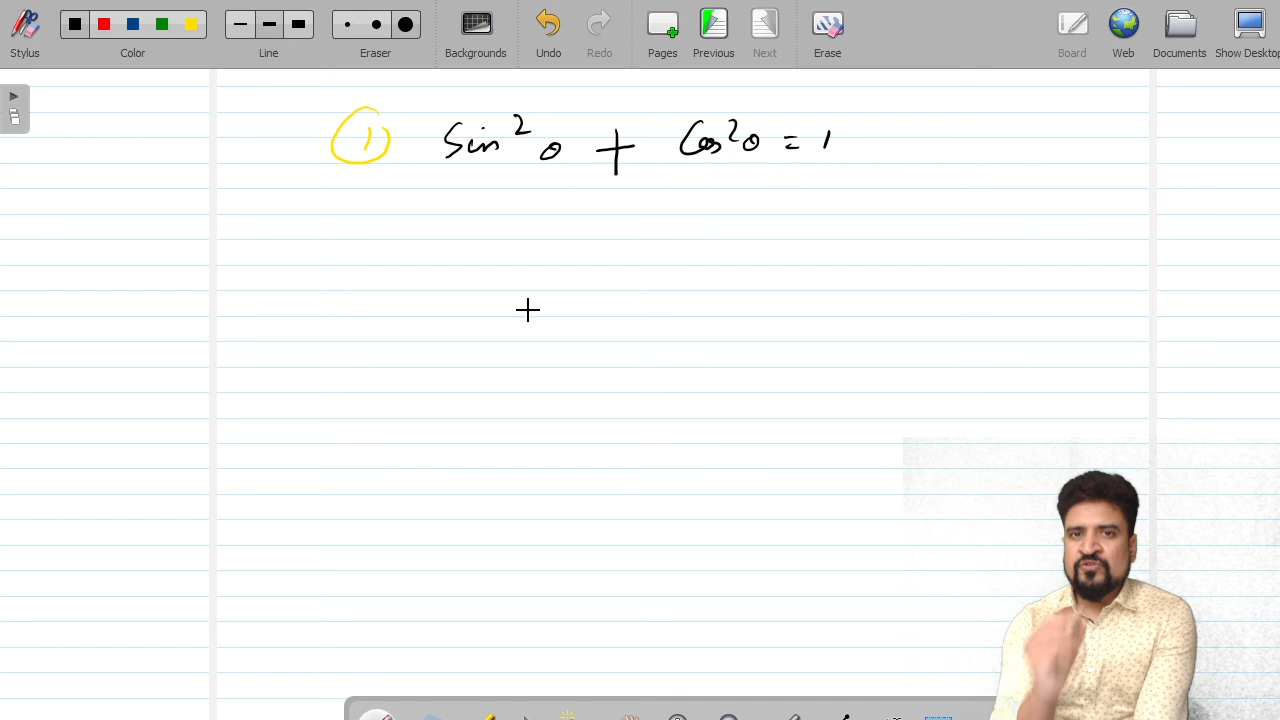 Stylus Color Line Eraser Backgrounds Undo Redo Pages Previous Next Erase Board Web Documents Show Deskto
① Sin²θ + Cos²θ = 1